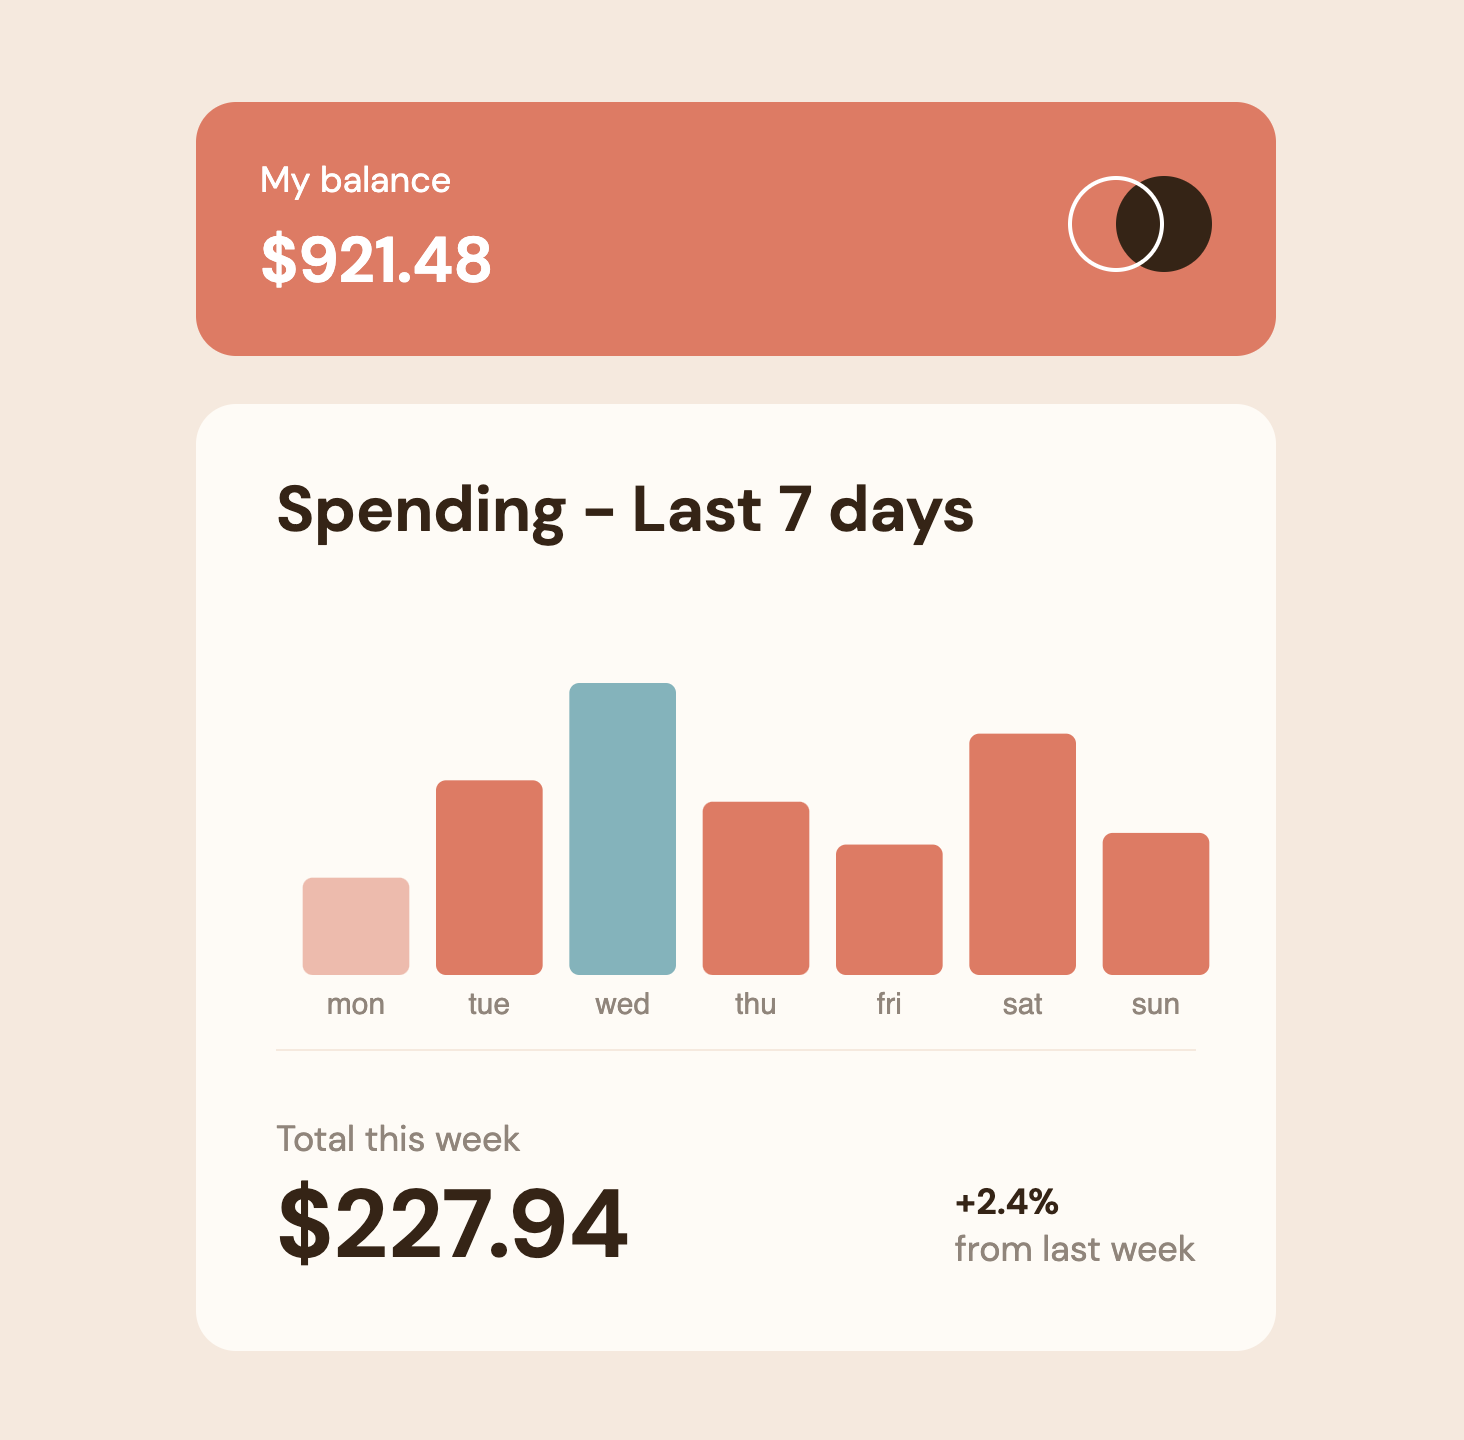 My balance
$921.48
Spending - Last 7 days
mon tue wed thu fri sat sun
Total this week
$227.94
+2.4%
from last week